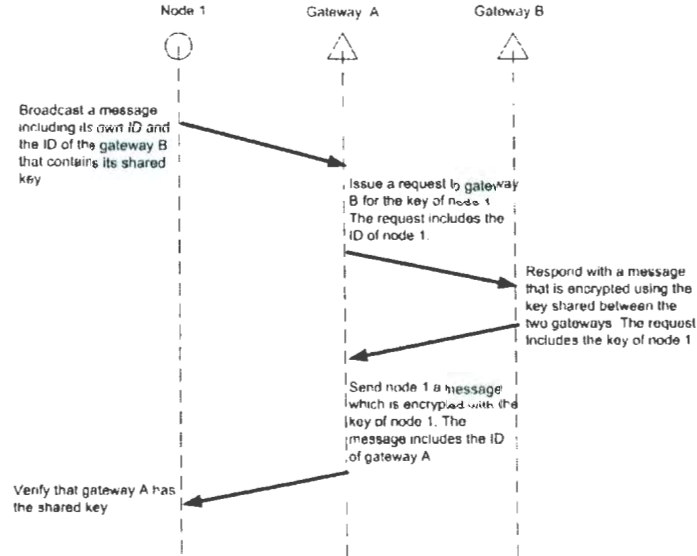 Node 1
Gateway A
Gateway B
Broadcast a message
including its own ID and
the ID of the gateway B
that contains its shared
key
Issue a request to gateway
B for the key of node 1
The request includes the
ID of node 1.
Respond with a message
that is encrypted using the
key shared between the
two gateways The request
includes the key of node 1
Send node 1 a message
which is encrypted with the
key of node 1. The
message includes the ID
of gateway A
Verify that gateway A has
the shared key